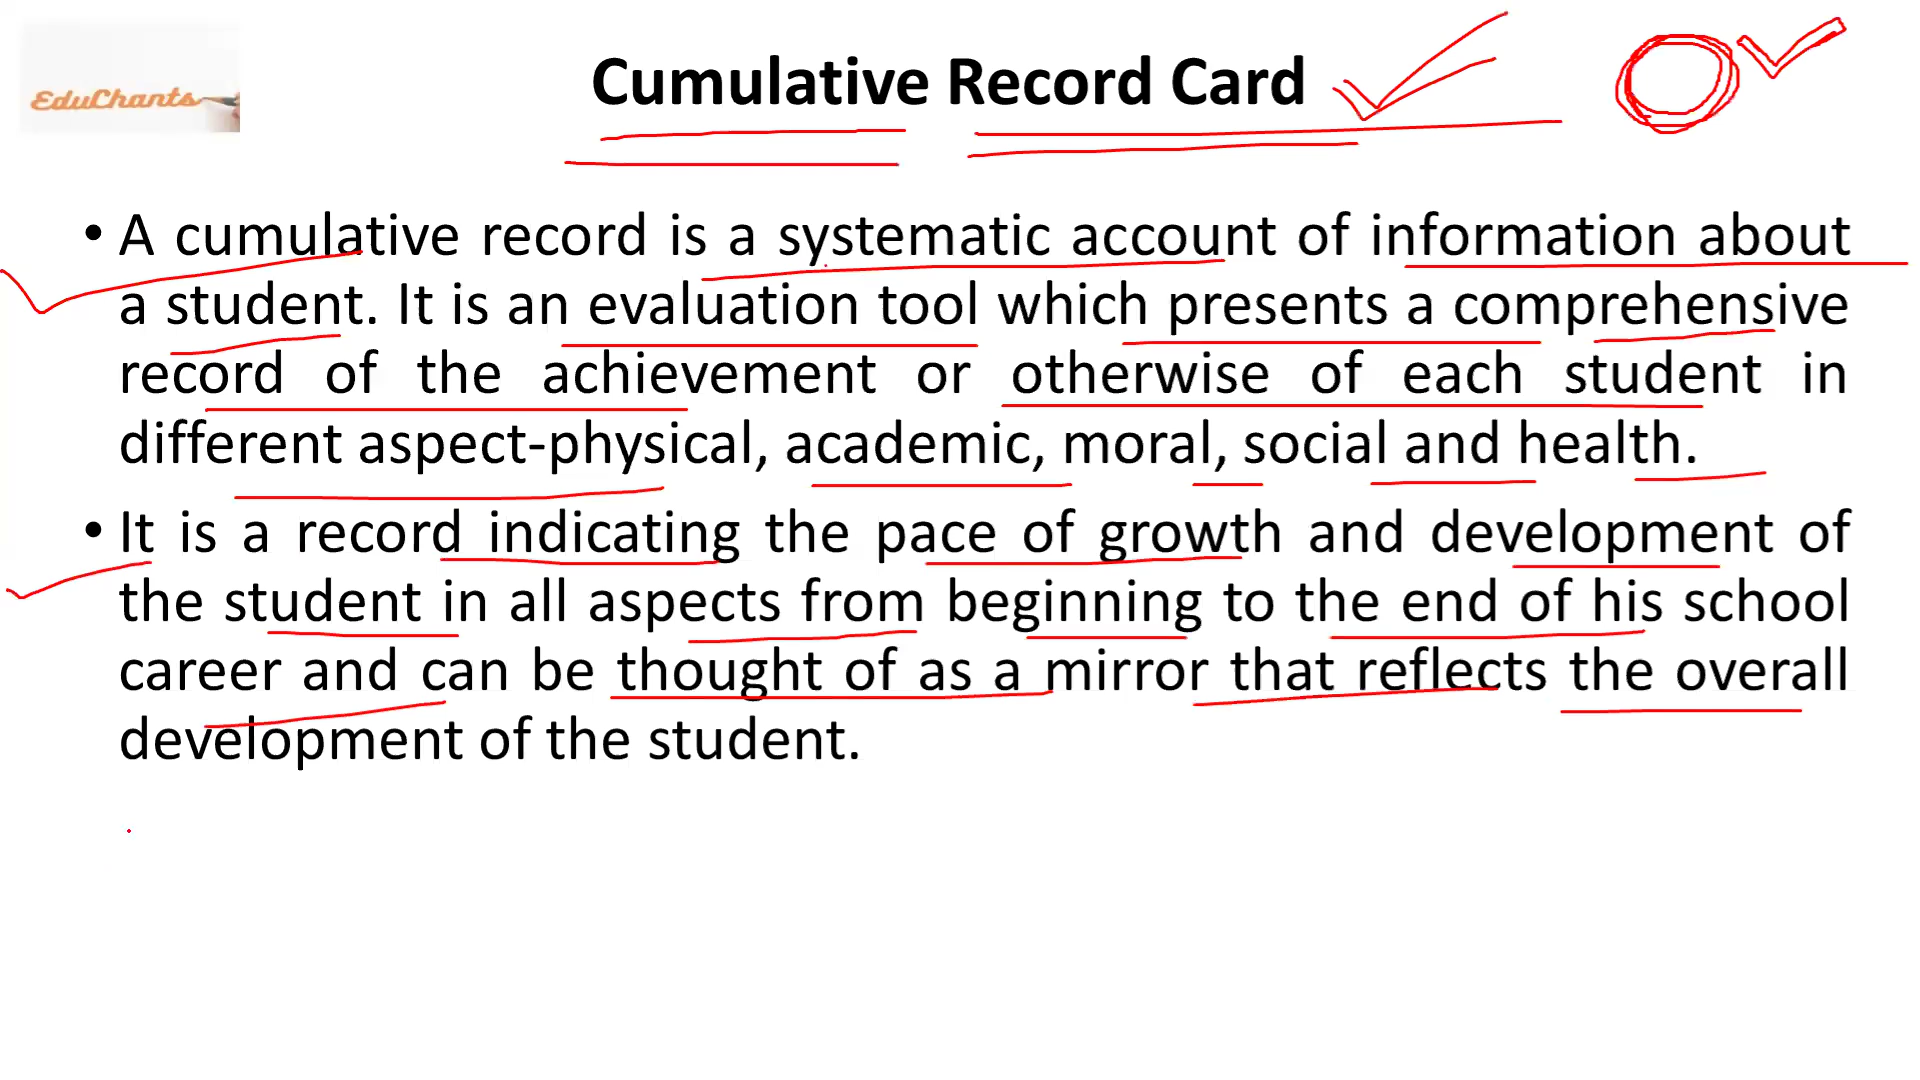 EduChants
Cumulative Record Card
• A cumulative record is a systematic account of information about
a student. It is an evaluation tool which presents a comprehensive
record of the achievement or otherwise of each student in
different aspect-physical, academic, moral, social and health.
• It is a record indicating the pace of growth and development of
the student in all aspects from beginning to the end of his school
career and can be thought of as a mirror that reflects the overall
development of the student.